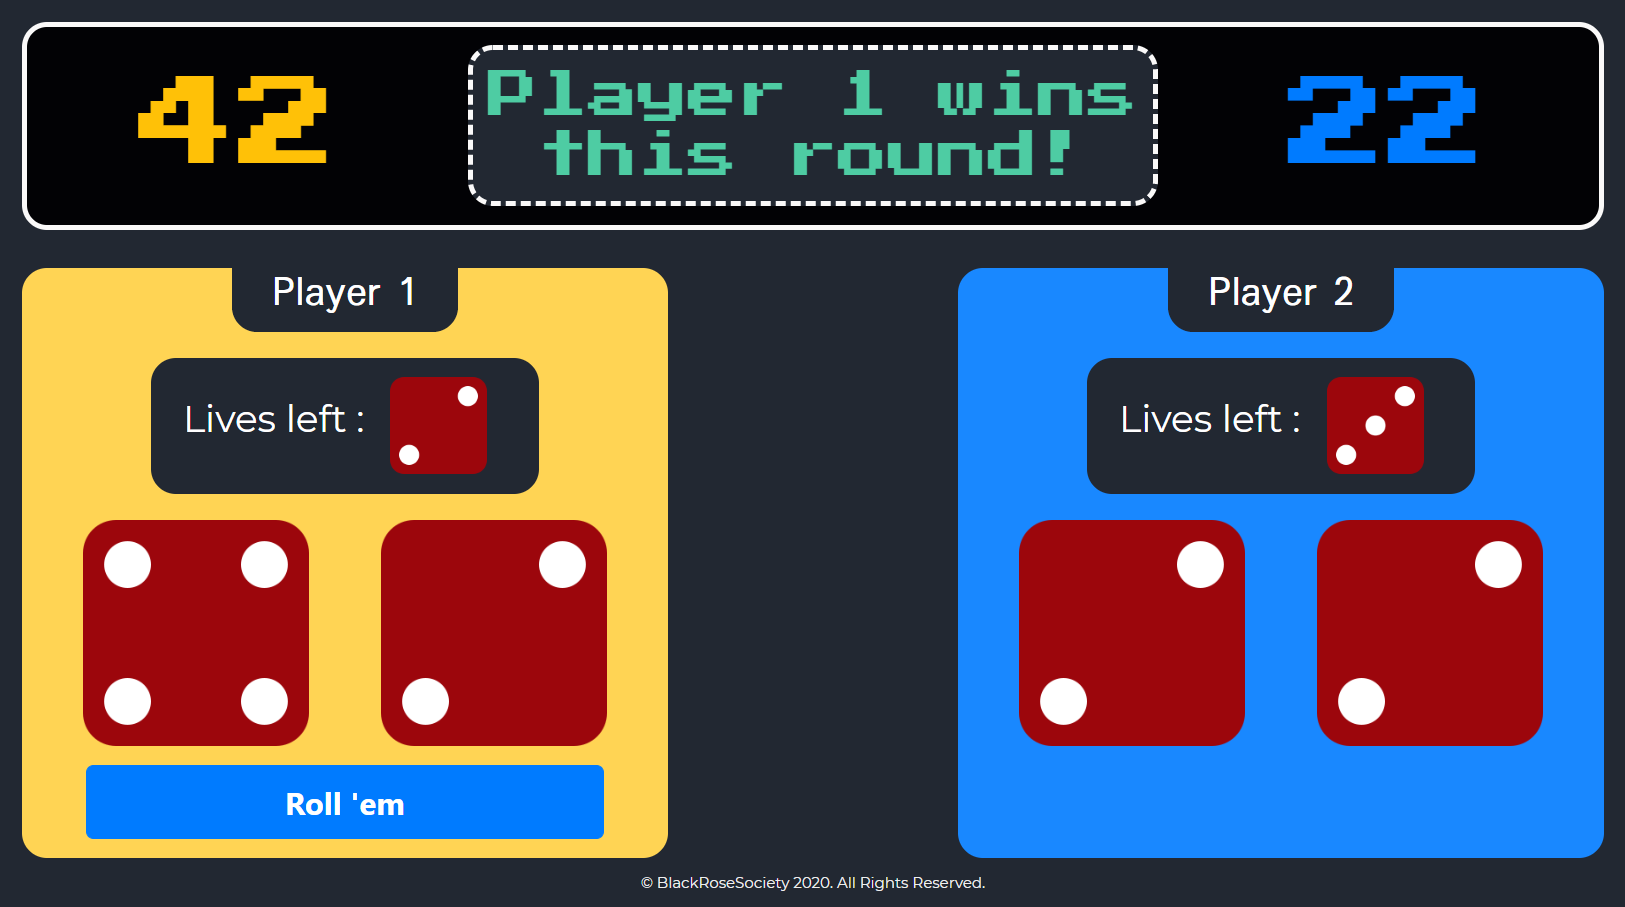 42
Player 1 wins
this round!
22
Player 1
Lives left :
Roll 'em
Player 2
Lives left :
© BlackRoseSociety 2020. All Rights Reserved.